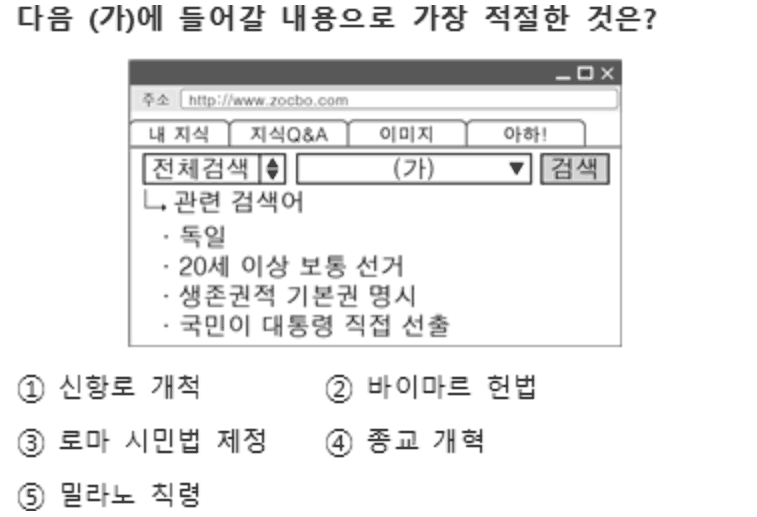 다음 (가)에 들어갈 내용으로 가장 적절한 것은?
주소 http://www.zocbo.com
내 지식 지식Q&A 이미지 아하!
전체검색 (가) ▼ 검색
관련 검색어
· 독일
· 20세 이상 보통 선거
· 생존권적 기본권 명시
· 국민이 대통령 직접 선출
① 신항로 개척 ② 바이마르 헌법
③ 로마 시민법 제정 ④ 종교 개혁
⑤ 밀라노 칙령